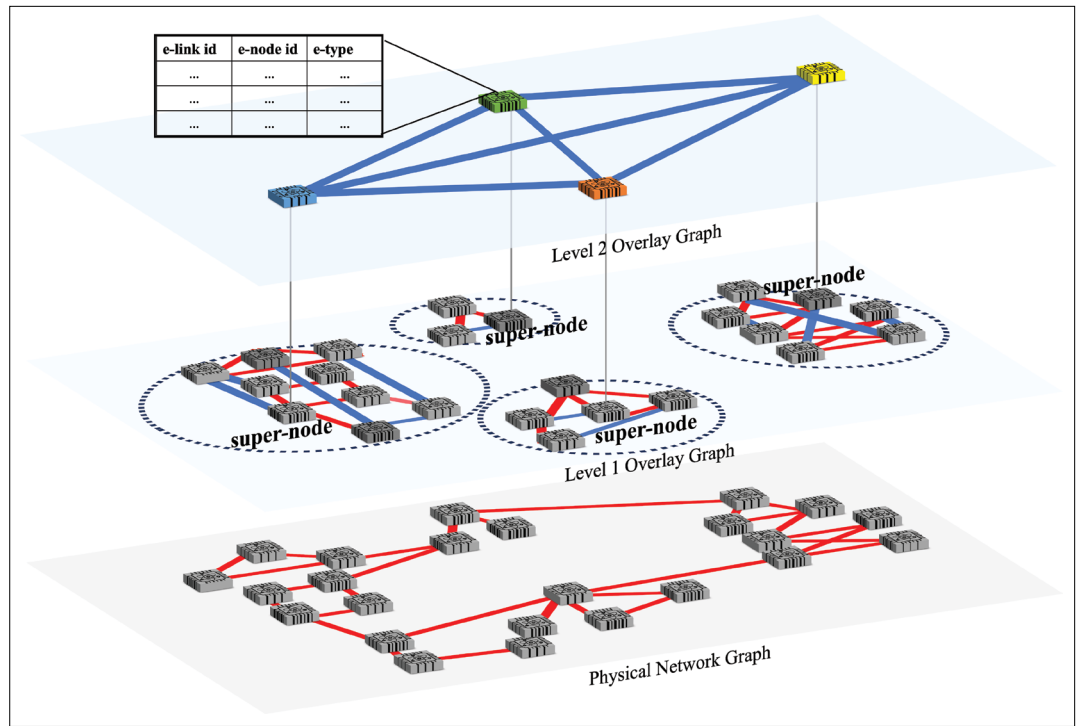 e-link id e-node id e-type
... ... ...
... ... ...
... ... ...
Level 2 Overlay Graph
super-node
super-node
super-node
super-node
Level 1 Overlay Graph
Physical Network Graph